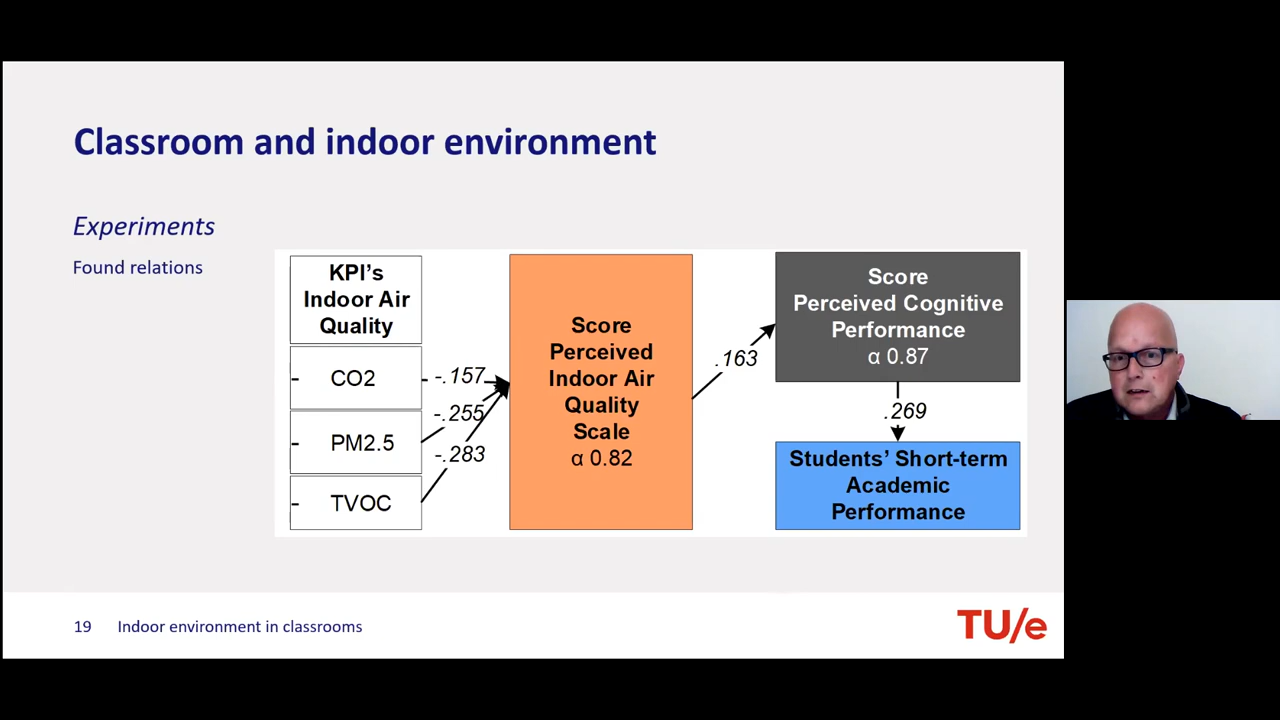 Classroom and indoor environment
Experiments
Found relations
KPI's
Indoor Air
Quality
- CO2
- PM2.5
- TVOC
- -.157
-.255
-.283
Score
Perceived
Indoor Air
Quality
Scale
α 0.82
.163
Score
Perceived Cognitive
Performance
α 0.87
.269
Students' Short-term
Academic
Performance
19 Indoor environment in classrooms
TU/e